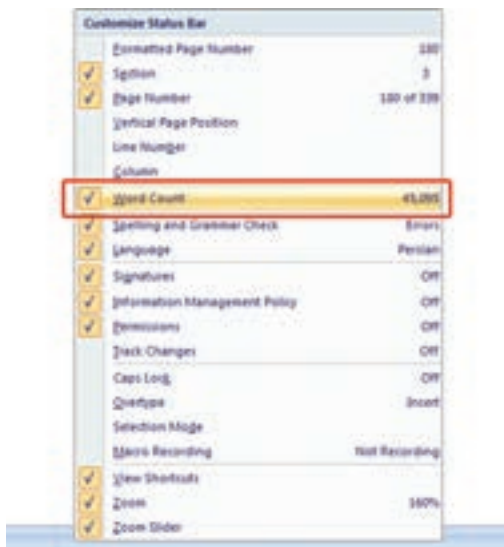 Customize Status Bar
Formatted Page Number 180
Section 3
Page Number 180 of 339
Vertical Page Position
Line Number
Column
Word Count
Spelling and Grammar Check Errors
Language Persian
Signatures Off
Information Management Policy Off
Permissions Off
Track Changes Off
Caps Lock Off
Overtype Insert
Selection Mode
Macro Recording Not Recording
View Shortcuts
Zoom 160%
Zoom Slider